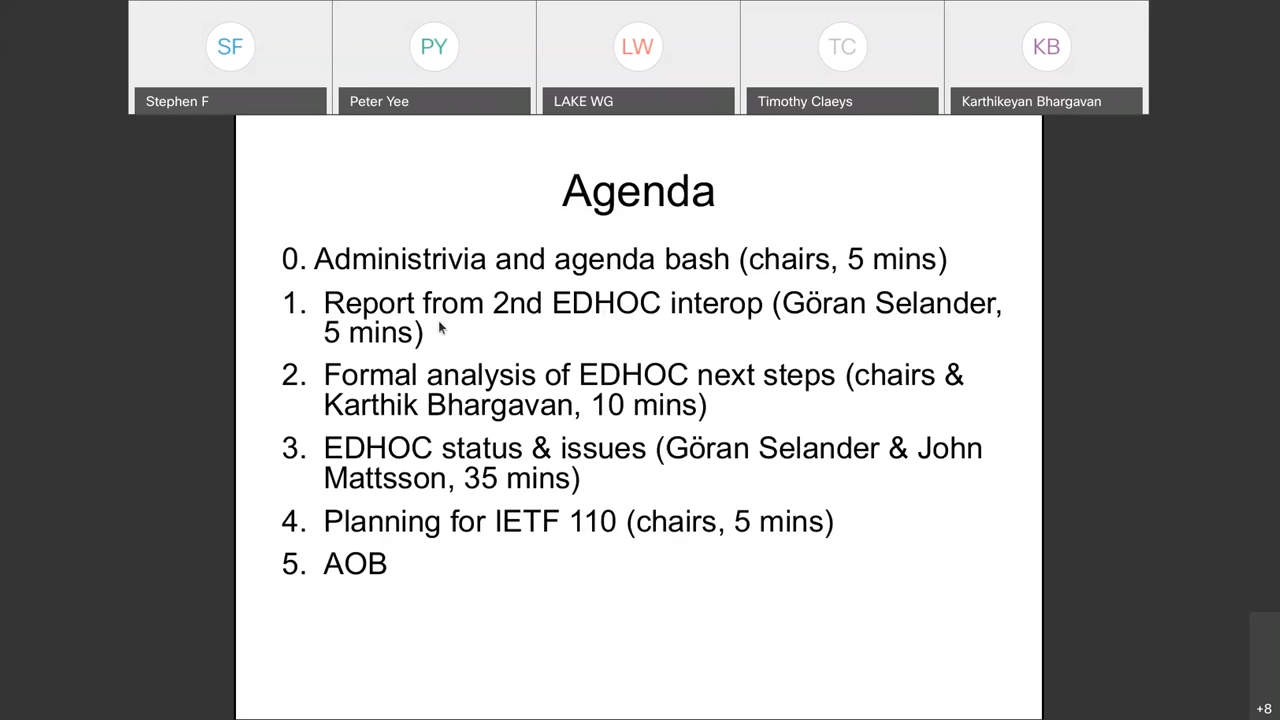 SF
PY
LW
TC
KB
Stephen F
Peter Yee
LAKE WG
Timothy Claeys
Karthikeyan Bhargavan
Agenda
0. Administrivia and agenda bash (chairs, 5 mins)
1. Report from 2nd EDHOC interop (Göran Selander,
5 mins)
2. Formal analysis of EDHOC next steps (chairs &
Karthik Bhargavan, 10 mins)
3. EDHOC status & issues (Göran Selander & John
Mattsson, 35 mins)
4. Planning for IETF 110 (chairs, 5 mins)
5. AOB
+8